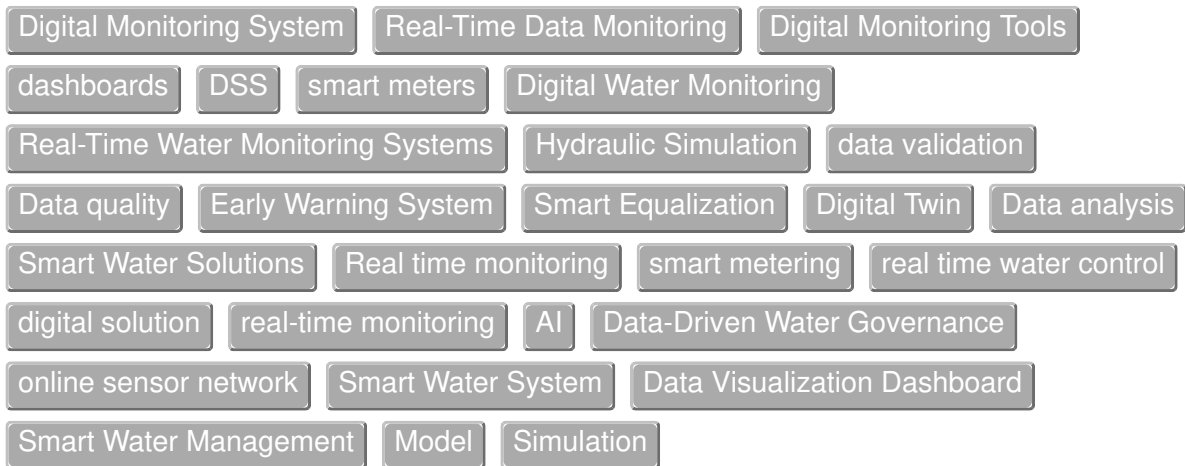 Digital Monitoring System Real-Time Data Monitoring Digital Monitoring Tools
dashboards DSS smart meters Digital Water Monitoring
Real-Time Water Monitoring Systems Hydraulic Simulation data validation
Data quality Early Warning System Smart Equalization Digital Twin Data analysis
Smart Water Solutions Real time monitoring smart metering real time water control
digital solution real-time monitoring AI Data-Driven Water Governance
online sensor network Smart Water System Data Visualization Dashboard
Smart Water Management Model Simulation